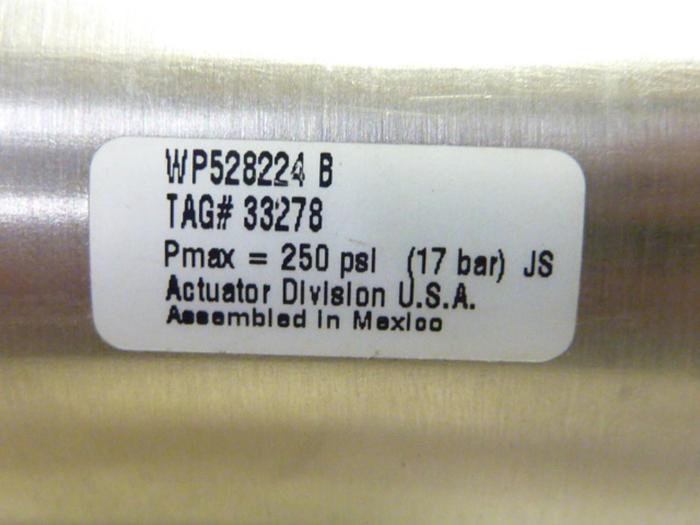 WP528224 B
TAG# 33278
Pmax = 250 psi (17 bar) JS
Actuator Division U.S.A.
Assembled in Mexico